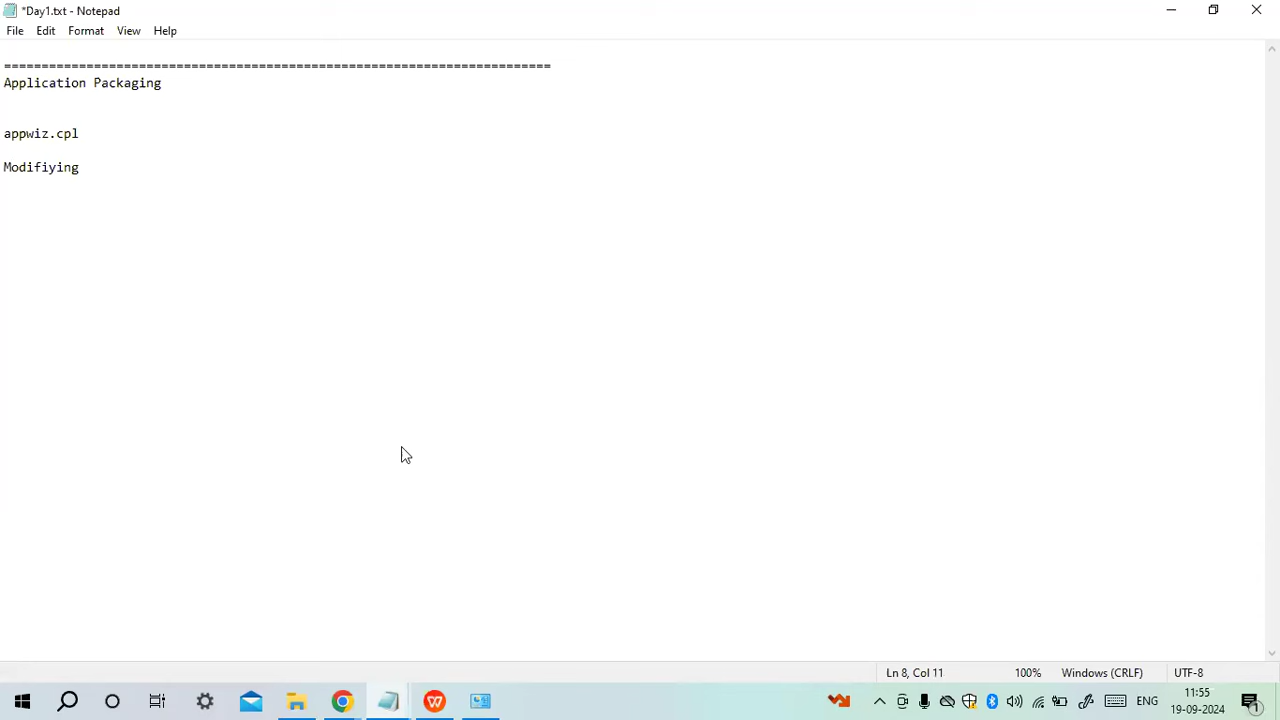 *Day1.txt - Notepad
File Edit Format View Help
=========================================================================
Application Packaging
appwiz.cpl
Modifiying
Ln 8, Col 11 100% Windows (CRLF) UTF-8
W
ENG
11:55
19-09-2024
1